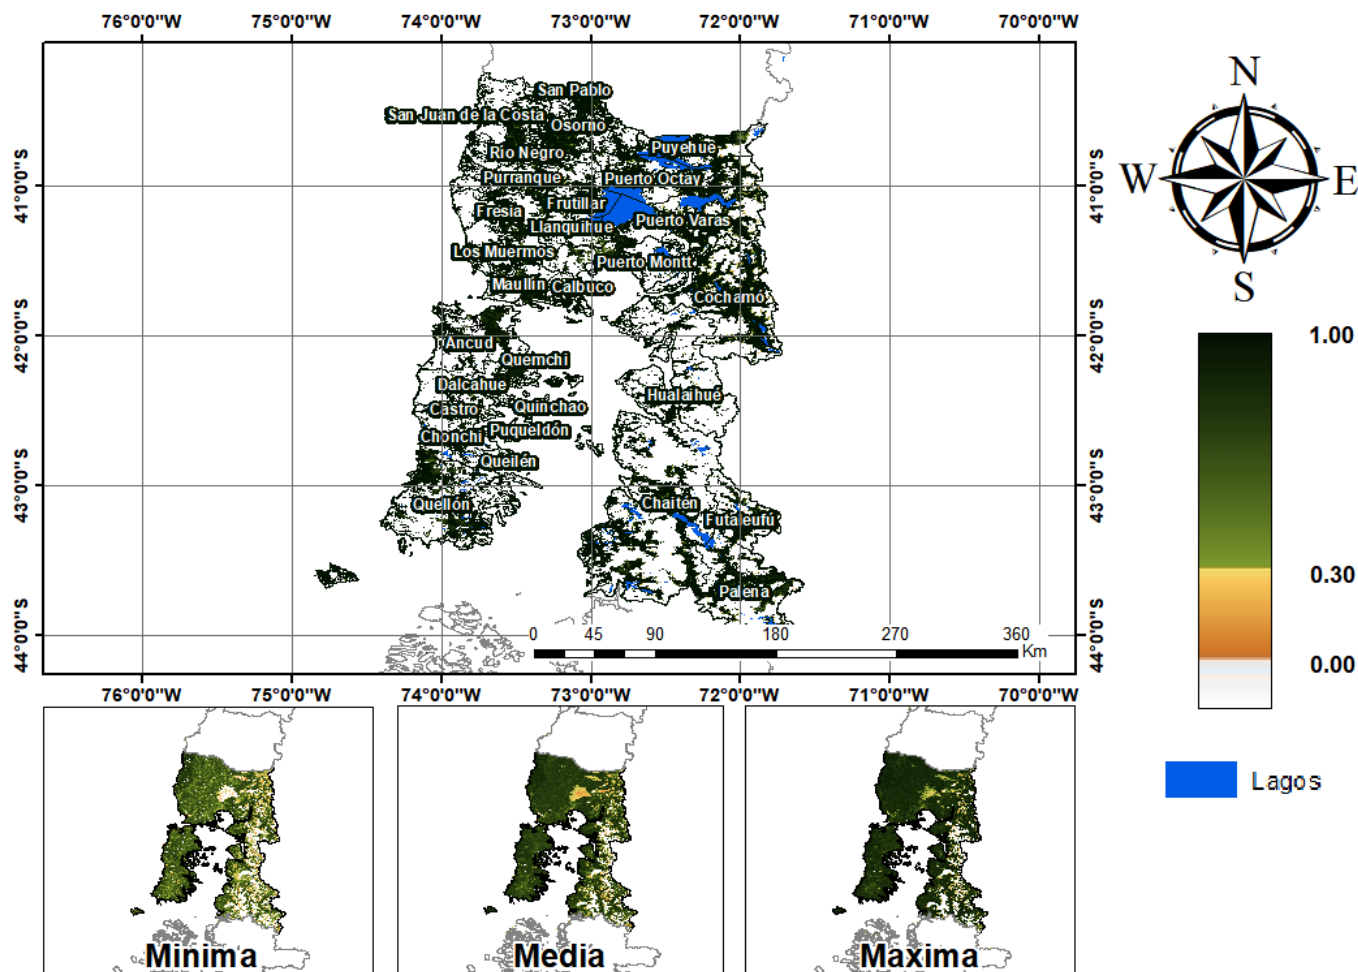 76°0'0"W 75°0'0"W 74°0'0"W 73°0'0"W 72°0'0"W 71°0'0"W 70°0'0"W
N
W E
S
San Pablo
San Juan de la Costa
Osorno
Puyehue
Río Negro
Purranque
Puerto Octay
41°0'0"S 41°0'0"S
Frutillar
Fresia
Puerto Varas
Llanquihue
Los Muermos
Puerto Montt
Maullín Calbuco
Cochamó
42°0'0"S 42°0'0"S
Ancud
Quemchi
Dalcahue
Hualaihué
Castro Quinchao
Chonchi Puqueldón
Queilén
43°0'0"S 43°0'0"S
Quellón
Chaitén
Futaleufú
Palena
44°0'0"S 44°0'0"S
0 45 90 180 270 360
Km
76°0'0"W 75°0'0"W 74°0'0"W 73°0'0"W 72°0'0"W 71°0'0"W 70°0'0"W
1.00
0.30
0.00
Lagos
Minima Media Maxima